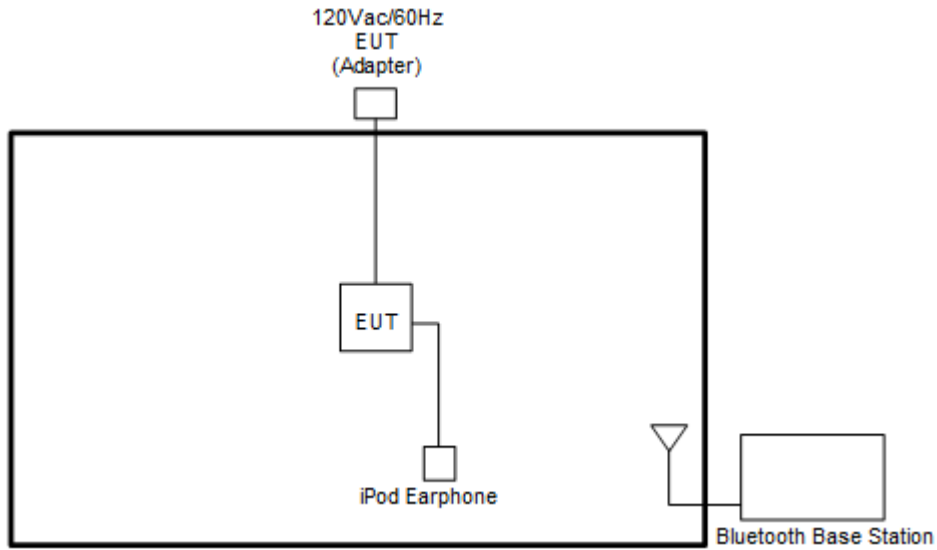 120Vac/60Hz
EUT
(Adapter)
EUT
iPod Earphone
Bluetooth Base Station